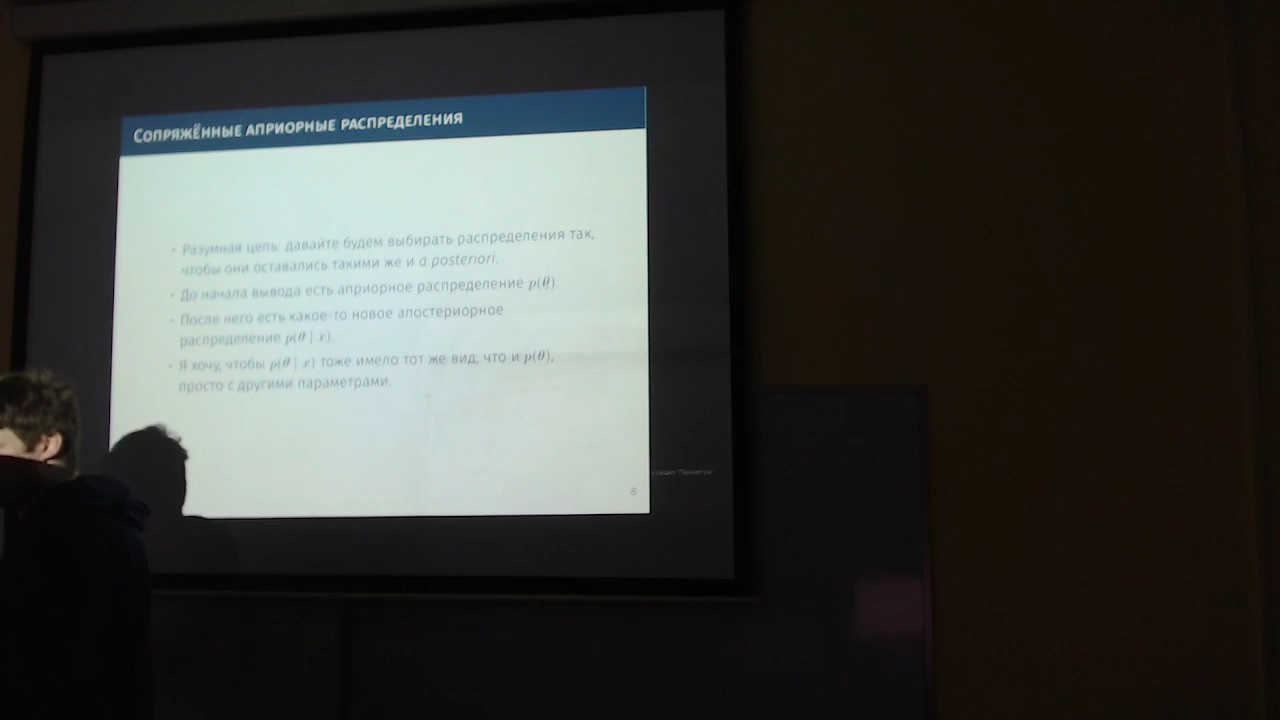 Сопряжённые априорные распределения
• Разумная цель: давайте будем выбирать распределения так,
чтобы они оставались такими же и a posteriori.
• До начала вывода есть априорное распределение p(θ).
• После него есть какое-то новое апостериорное
распределение p(θ | x).
• Я хочу, чтобы p(θ | x) тоже имело тот же вид, что и p(θ),
просто с другими параметрами.
раздел "Параметры"
8